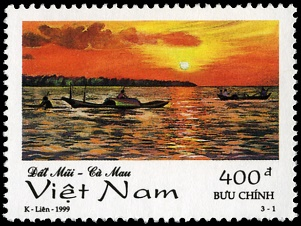 Đất Mũi - Cà Mau
Việt Nam
400đ
BƯU CHÍNH
K - Liên - 1999
3 - 1